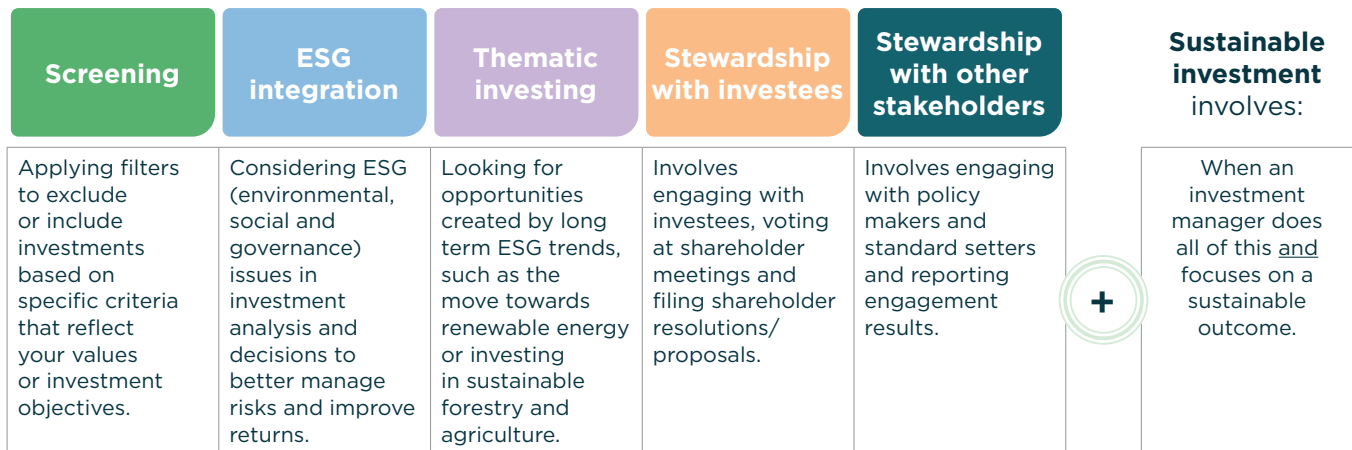 Screening
ESG
integration
Thematic
investing
Stewardship
with investees
Stewardship
with other
stakeholders
Sustainable
investment
involves:
Applying filters
to exclude
or include
investments
based on
specific criteria
that reflect
your values
or investment
objectives.
Considering ESG
(environmental,
social and
governance)
issues in
investment
analysis and
decisions to
better manage
risks and improve
returns.
Looking for
opportunities
created by long
term ESG trends,
such as the
move towards
renewable energy
or investing
in sustainable
forestry and
agriculture.
Involves
engaging with
investees, voting
at shareholder
meetings and
filing shareholder
resolutions/
proposals.
Involves engaging
with policy
makers and
standard setters
and reporting
engagement
results.
+
When an
investment
manager does
all of this and
focuses on a
sustainable
outcome.